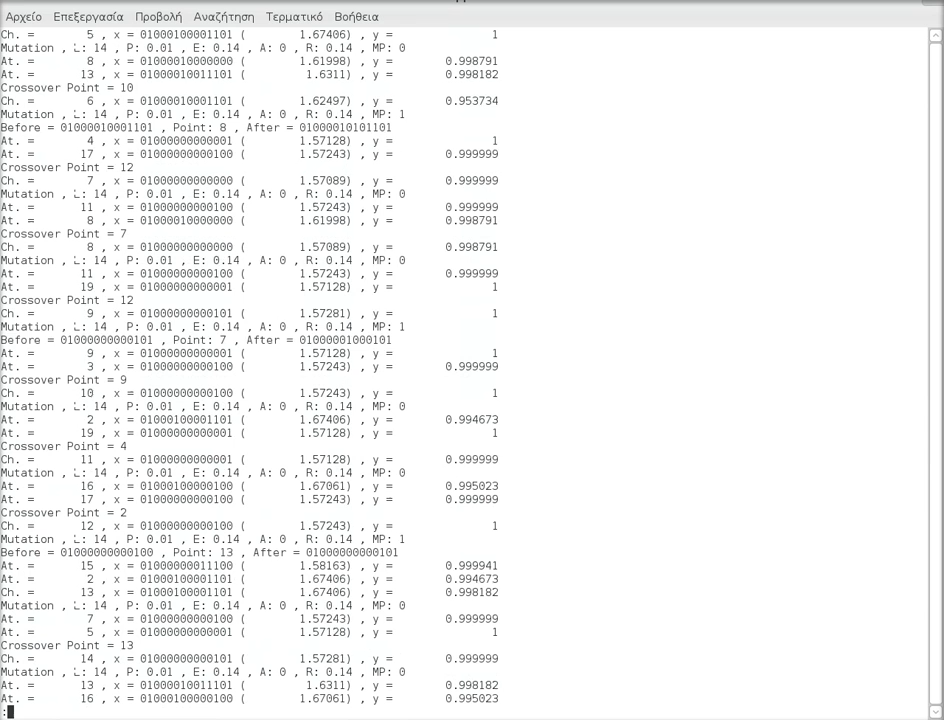 Αρχείο Επεξεργασία Προβολή Αναζήτηση Τερματικό Βοήθεια
Ch. = 5 , x = 01000100001101 ( 1.67406) , y = 1
Mutation , L: 14 , P: 0.01 , E: 0.14 , A: 0 , R: 0.14 , MP: 0
At. = 8 , x = 01000010000000 ( 1.61998) , y = 0.998791
At. = 13 , x = 01000010011101 ( 1.6311) , y = 0.998182
Crossover Point = 10
Ch. = 6 , x = 01000010001101 ( 1.62497) , y = 0.953734
Mutation , L: 14 , P: 0.01 , E: 0.14 , A: 0 , R: 0.14 , MP: 1
Before = 01000010001101 , Point: 8 , After = 01000010101101
At. = 4 , x = 01000000000001 ( 1.57128) , y = 1
At. = 17 , x = 01000000000100 ( 1.57243) , y = 0.999999
Crossover Point = 12
Ch. = 7 , x = 01000000000000 ( 1.57089) , y = 0.999999
Mutation , L: 14 , P: 0.01 , E: 0.14 , A: 0 , R: 0.14 , MP: 0
At. = 11 , x = 01000000000100 ( 1.57243) , y = 0.999999
At. = 8 , x = 01000010000000 ( 1.61998) , y = 0.998791
Crossover Point = 7
Ch. = 8 , x = 01000000000000 ( 1.57089) , y = 0.998791
Mutation , L: 14 , P: 0.01 , E: 0.14 , A: 0 , R: 0.14 , MP: 0
At. = 11 , x = 01000000000100 ( 1.57243) , y = 0.999999
At. = 19 , x = 01000000000001 ( 1.57128) , y = 1
Crossover Point = 12
Ch. = 9 , x = 01000000000101 ( 1.57281) , y = 1
Mutation , L: 14 , P: 0.01 , E: 0.14 , A: 0 , R: 0.14 , MP: 1
Before = 01000000000101 , Point: 7 , After = 01000001000101
At. = 9 , x = 01000000000001 ( 1.57128) , y = 1
At. = 3 , x = 01000000000100 ( 1.57243) , y = 0.999999
Crossover Point = 9
Ch. = 10 , x = 01000000000100 ( 1.57243) , y = 1
Mutation , L: 14 , P: 0.01 , E: 0.14 , A: 0 , R: 0.14 , MP: 0
At. = 2 , x = 01000100001101 ( 1.67406) , y = 0.994673
At. = 19 , x = 01000000000001 ( 1.57128) , y = 1
Crossover Point = 4
Ch. = 11 , x = 01000000000001 ( 1.57128) , y = 0.999999
Mutation , L: 14 , P: 0.01 , E: 0.14 , A: 0 , R: 0.14 , MP: 0
At. = 16 , x = 01000100000100 ( 1.67061) , y = 0.995023
At. = 17 , x = 01000000000100 ( 1.57243) , y = 0.999999
Crossover Point = 2
Ch. = 12 , x = 01000000000100 ( 1.57243) , y = 1
Mutation , L: 14 , P: 0.01 , E: 0.14 , A: 0 , R: 0.14 , MP: 1
Before = 01000000000100 , Point: 13 , After = 01000000000101
At. = 15 , x = 01000000011100 ( 1.58163) , y = 0.999941
At. = 2 , x = 01000100001101 ( 1.67406) , y = 0.994673
Ch. = 13 , x = 01000100001101 ( 1.67406) , y = 0.998182
Mutation , L: 14 , P: 0.01 , E: 0.14 , A: 0 , R: 0.14 , MP: 0
At. = 7 , x = 01000000000100 ( 1.57243) , y = 0.999999
At. = 5 , x = 01000000000001 ( 1.57128) , y = 1
Crossover Point = 13
Ch. = 14 , x = 01000000000101 ( 1.57281) , y = 0.999999
Mutation , L: 14 , P: 0.01 , E: 0.14 , A: 0 , R: 0.14 , MP: 0
At. = 13 , x = 01000010011101 ( 1.6311) , y = 0.998182
At. = 16 , x = 01000100000100 ( 1.67061) , y = 0.995023
: